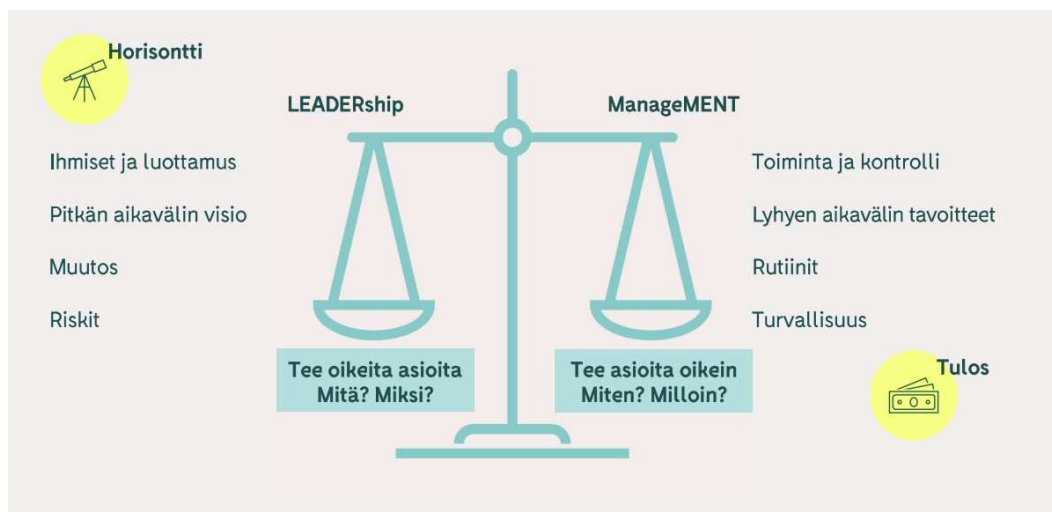 Horisontti
LEADERship
ManageMENT
Ihmiset ja luottamus
Pitkän aikavälin visio
Muutos
Riskit
Toiminta ja kontrolli
Lyhyen aikavälin tavoitteet
Rutiinit
Turvallisuus
Tee oikeita asioita
Mitä? Miksi?
Tee asioita oikein
Miten? Milloin?
Tulos